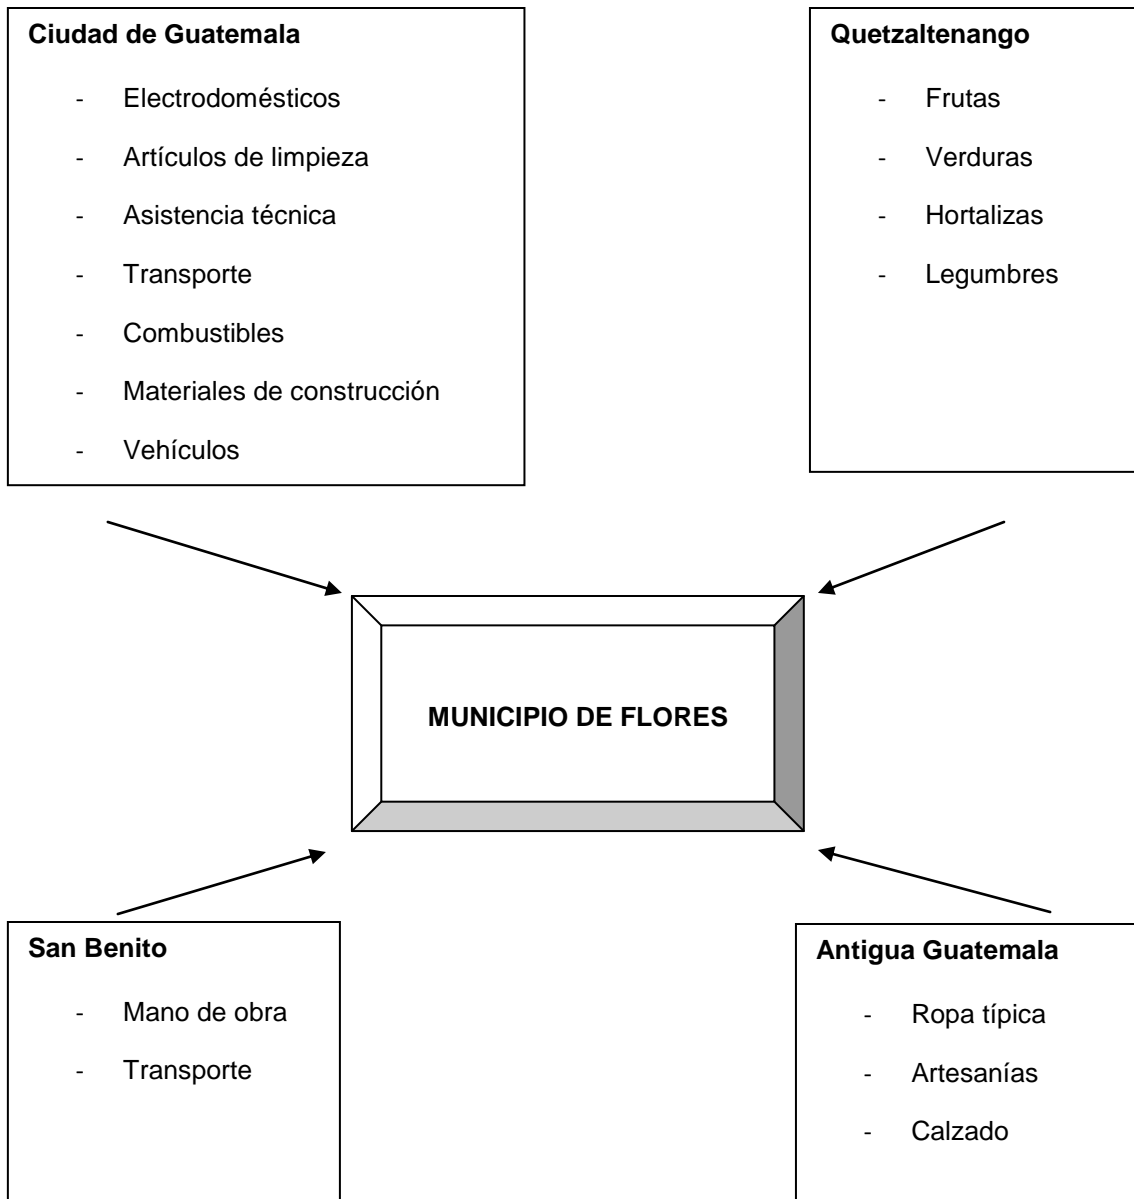 Ciudad de Guatemala
- Electrodomésticos
- Artículos de limpieza
- Asistencia técnica
- Transporte
- Combustibles
- Materiales de construcción
- Vehículos
Quetzaltenango
- Frutas
- Verduras
- Hortalizas
- Legumbres
MUNICIPIO DE FLORES
San Benito
- Mano de obra
- Transporte
Antigua Guatemala
- Ropa típica
- Artesanías
- Calzado